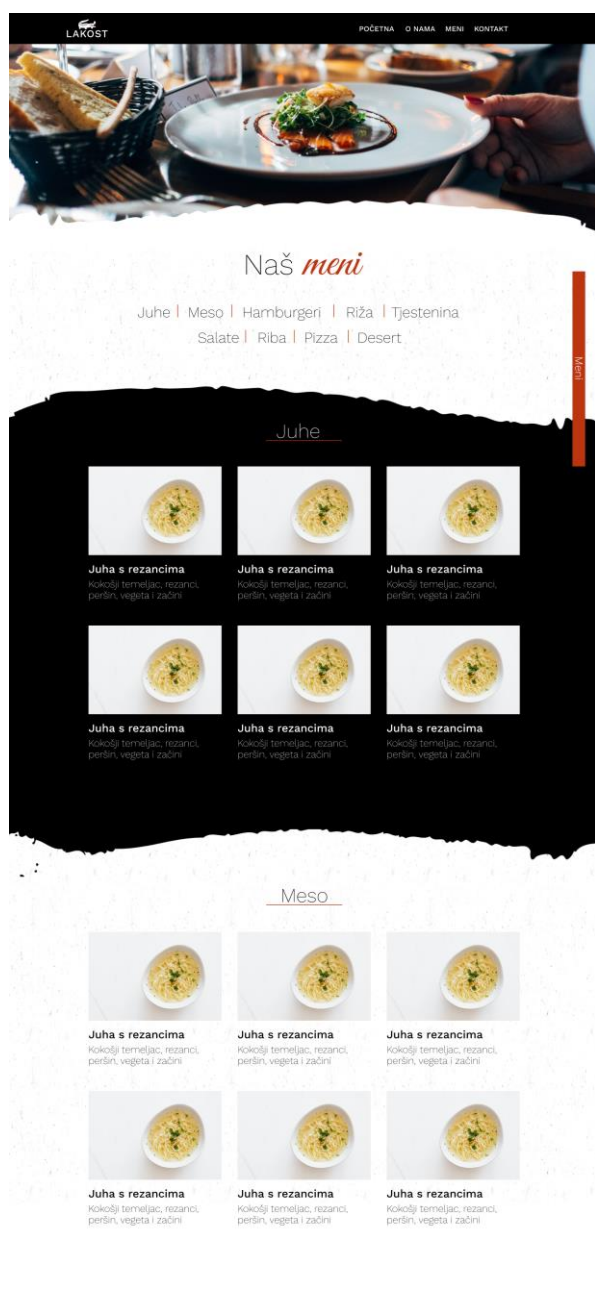 LAKOST
POČETNA O NAMA MENI KONTAKT
Naš meni
Juhe | Meso | Hamburgeri | Riža | Tjestenina
Salate | Riba | Pizza | Desert
Meni
Juhe
Juha s rezancima
Kokošji temeljac, rezanci,
peršin, vegeta i začini
Juha s rezancima
Kokošji temeljac, rezanci,
peršin, vegeta i začini
Juha s rezancima
Kokošji temeljac, rezanci,
peršin, vegeta i začini
Juha s rezancima
Kokošji temeljac, rezanci,
peršin, vegeta i začini
Juha s rezancima
Kokošji temeljac, rezanci,
peršin, vegeta i začini
Juha s rezancima
Kokošji temeljac, rezanci,
peršin, vegeta i začini
Meso
Juha s rezancima
Kokošji temeljac, rezanci,
peršin, vegeta i začini
Juha s rezancima
Kokošji temeljac, rezanci,
peršin, vegeta i začini
Juha s rezancima
Kokošji temeljac, rezanci,
peršin, vegeta i začini
Juha s rezancima
Kokošji temeljac, rezanci,
peršin, vegeta i začini
Juha s rezancima
Kokošji temeljac, rezanci,
peršin, vegeta i začini
Juha s rezancima
Kokošji temeljac, rezanci,
peršin, vegeta i začini